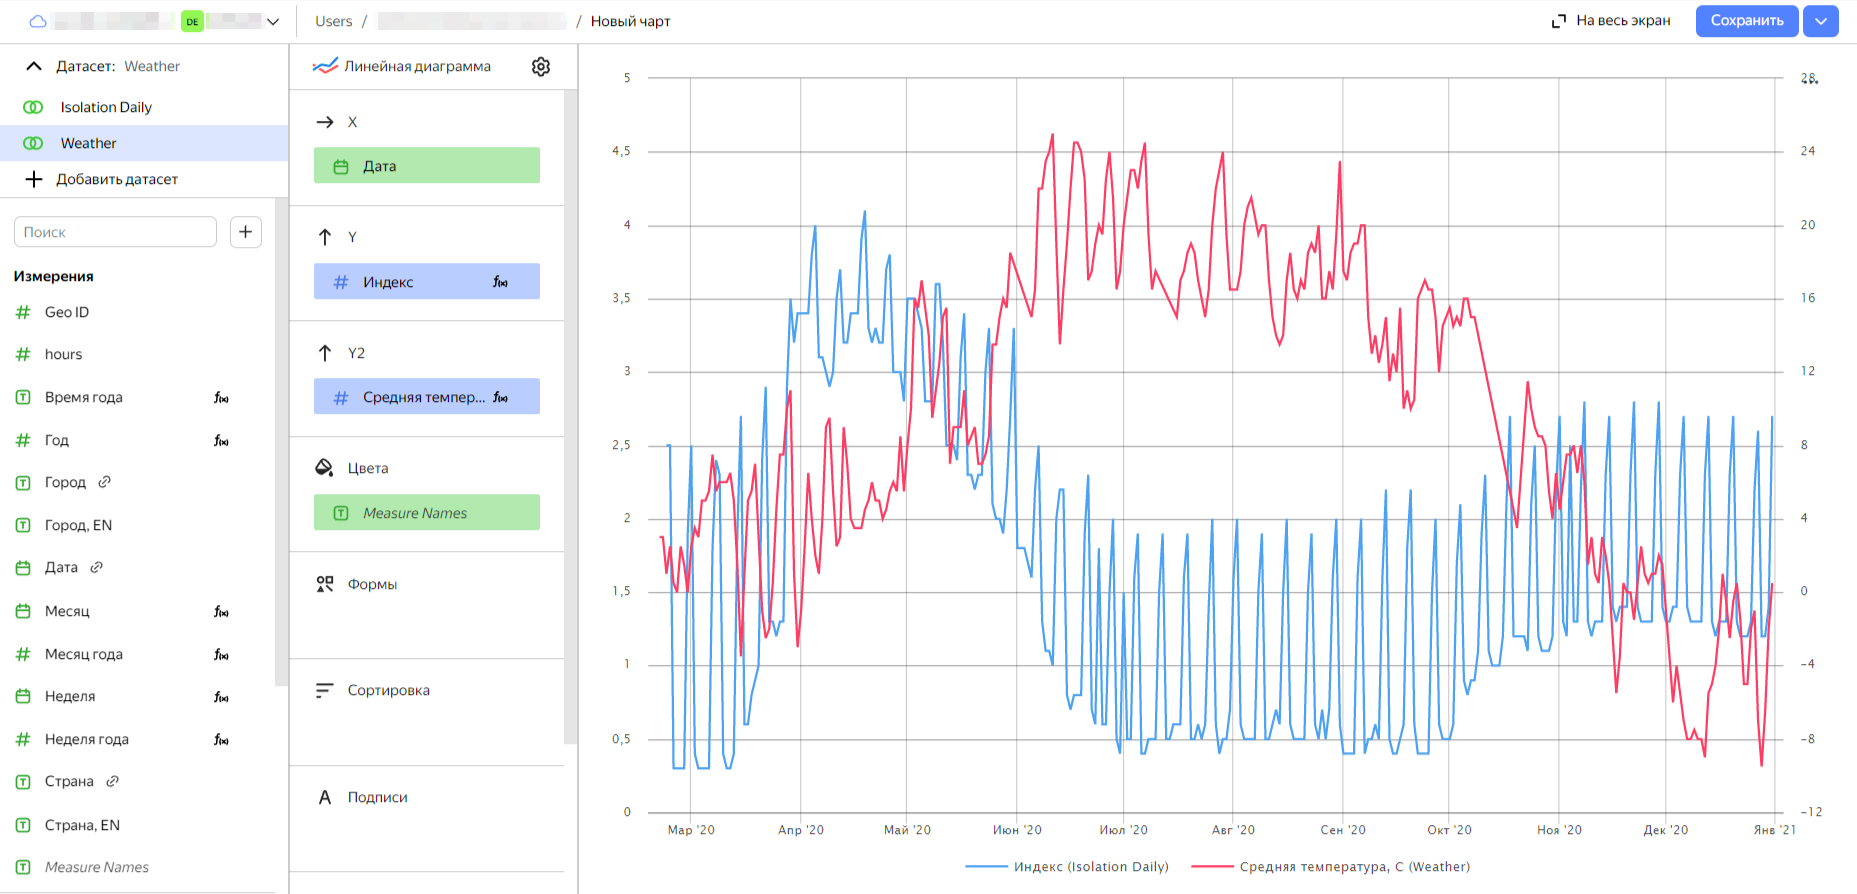 DE
Users / / Новый чарт
На весь экран
Сохранить
Датасет: Weather
Isolation Daily
Weather
Добавить датасет
Поиск
Измерения
Geo ID
hours
Время года
Год
Город
Город, EN
Дата
Месяц
Месяц года
Неделя
Неделя года
Страна
Страна, EN
Measure Names
Линейная диаграмма
X
Дата
Y
Индекс
Y2
Средняя темпер...
Цвета
Measure Names
Формы
Сортировка
Подписи
5
4,5
4
3,5
3
2,5
2
1,5
1
0,5
0
28
24
20
16
12
8
4
0
−4
−8
−12
Мар '20 Апр '20 Май '20 Июн '20 Июл '20 Авг '20 Сен '20 Окт '20 Ноя '20 Дек '20 Янв '21
Индекс (Isolation Daily) Средняя температура, С (Weather)